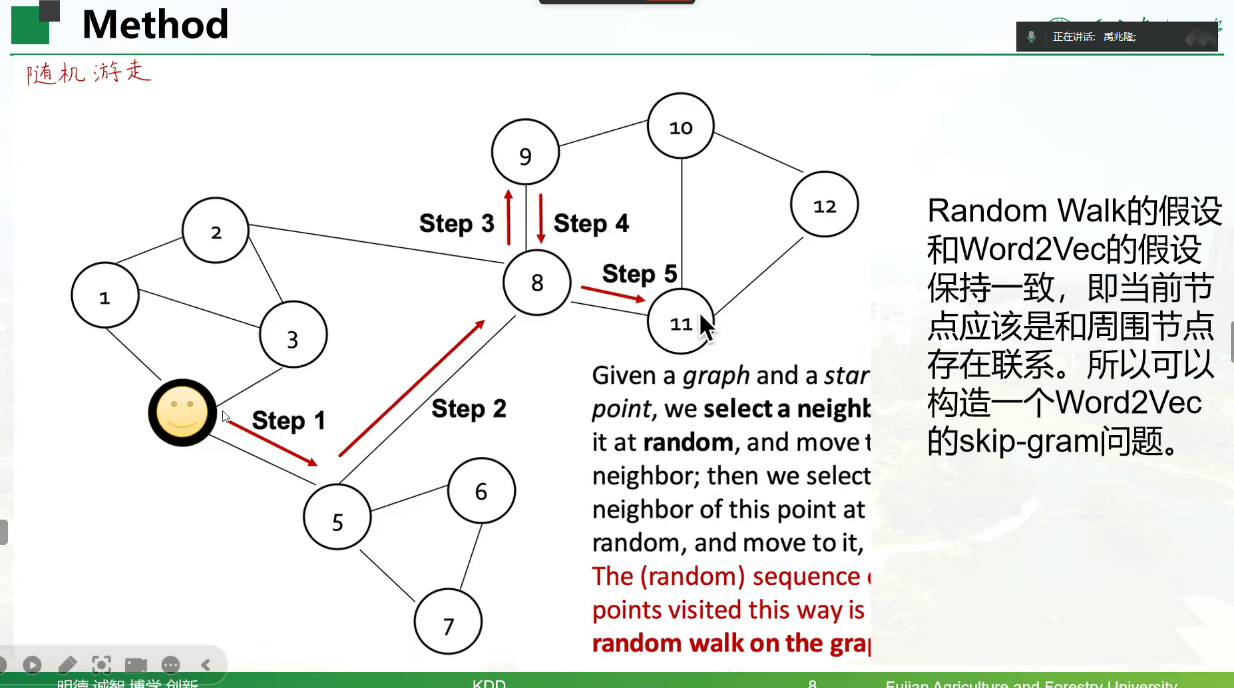 Method
正在讲话: 禹兆隆;
随机游走
10
9
12
Step 3
Step 4
2
Step 5
8
1
11
3
Step 1
Step 2
6
5
7
Given a graph and a star
point, we select a neighb
it at random, and move t
neighbor; then we select
neighbor of this point at
random, and move to it,
The (random) sequence o
points visited this way is
random walk on the grap
Random Walk的假设
和Word2Vec的假设
保持一致，即当前节
点应该是和周围节点
存在联系。所以可以
构造一个Word2Vec
的skip-gram问题。
明德 诚智 博学 创新
KDD
8
Fujian Agriculture and Forestry University